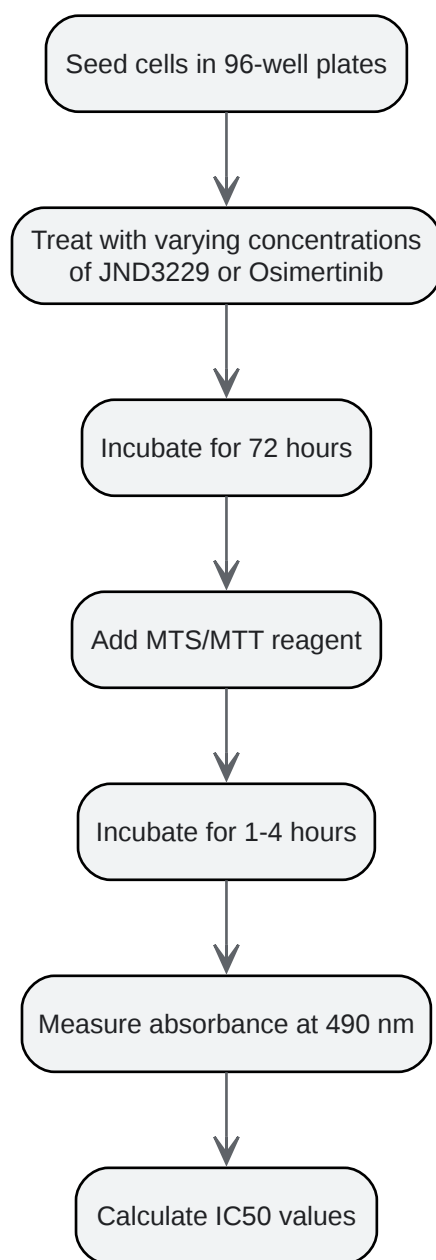 Seed cells in 96-well plates
Treat with varying concentrations
of JND3229 or Osimertinib
Incubate for 72 hours
Add MTS/MTT reagent
Incubate for 1-4 hours
Measure absorbance at 490 nm
Calculate IC50 values